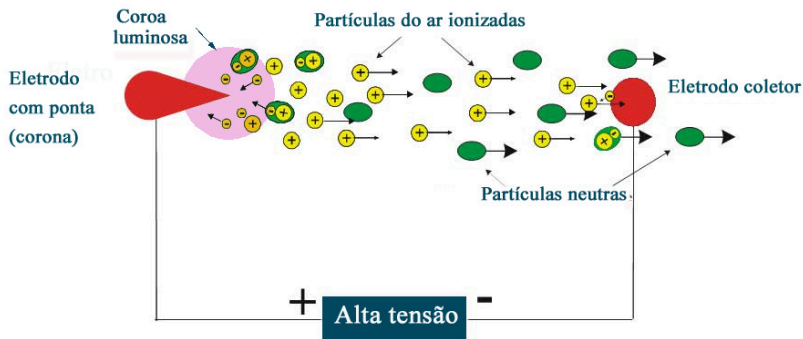 Coroa
luminosa
Partículas do ar ionizadas
Eletrodo
com ponta
(corona)
Eletrodo coletor
Partículas neutras
+
-
Alta tensão